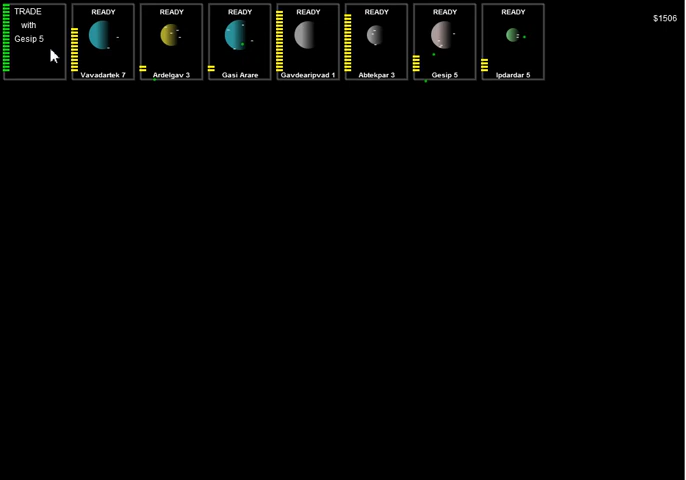 TRADE
with
Gesip 5
READY
Vavadartek 7
READY
Ardelgav 3
READY
Gasi Arare
READY
Gavdearipvad 1
READY
Abtekpar 3
READY
Gesip 5
READY
Ipdardar 5
$1506